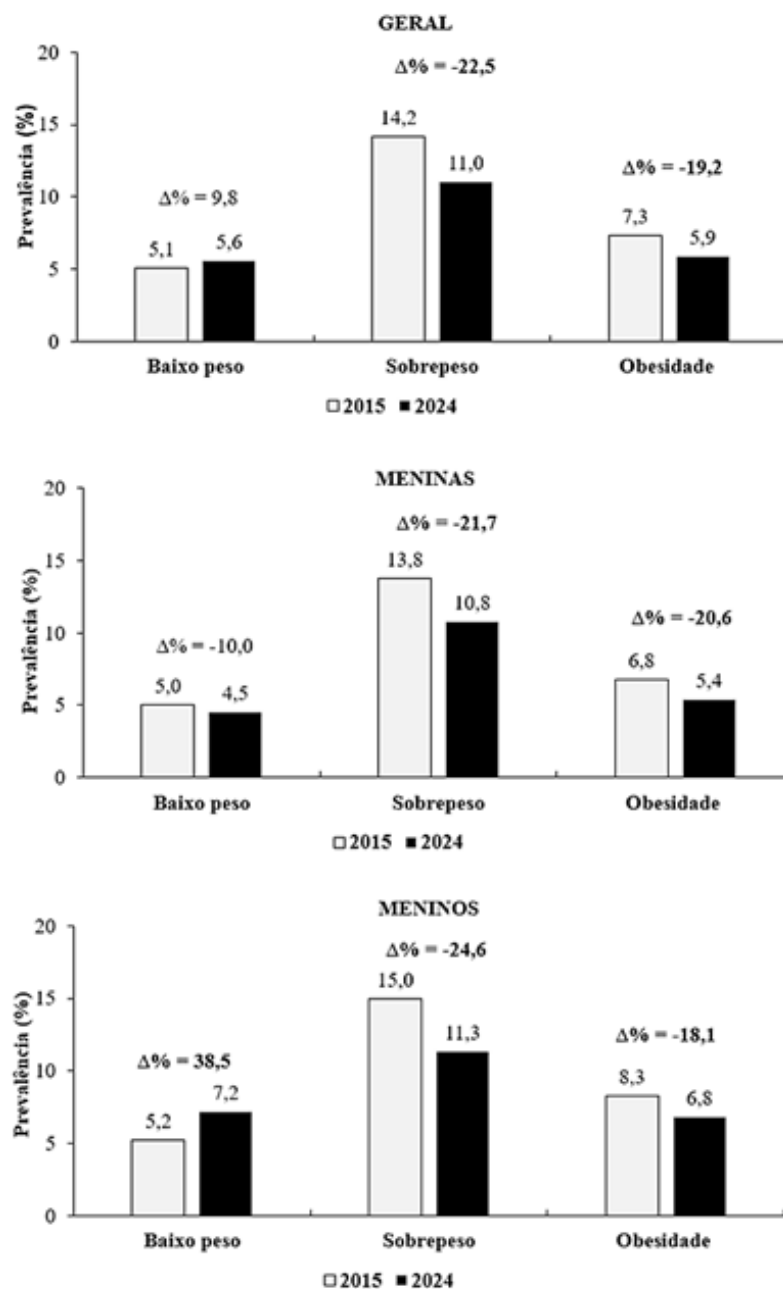 GERAL
20
Δ% = -22,5
14,2
15
11,0
Δ% = -19,2
Prevalência (%)
10
Δ% = 9,8
7,3
5,9
5,1
5,6
5
0
Baixo peso
Sobrepeso
Obesidade
2015
2024
MENINAS
20
Δ% = -21,7
13,8
15
10,8
Δ% = -20,6
Prevalência (%)
10
Δ% = -10,0
6,8
5,4
5,0
4,5
5
0
Baixo peso
Sobrepeso
Obesidade
2015
2024
MENINOS
20
Δ% = -24,6
15,0
15
11,3
Δ% = -18,1
Prevalência (%)
10
Δ% = 38,5
8,3
6,8
7,2
5,2
5
0
Baixo peso
Sobrepeso
Obesidade
2015
2024